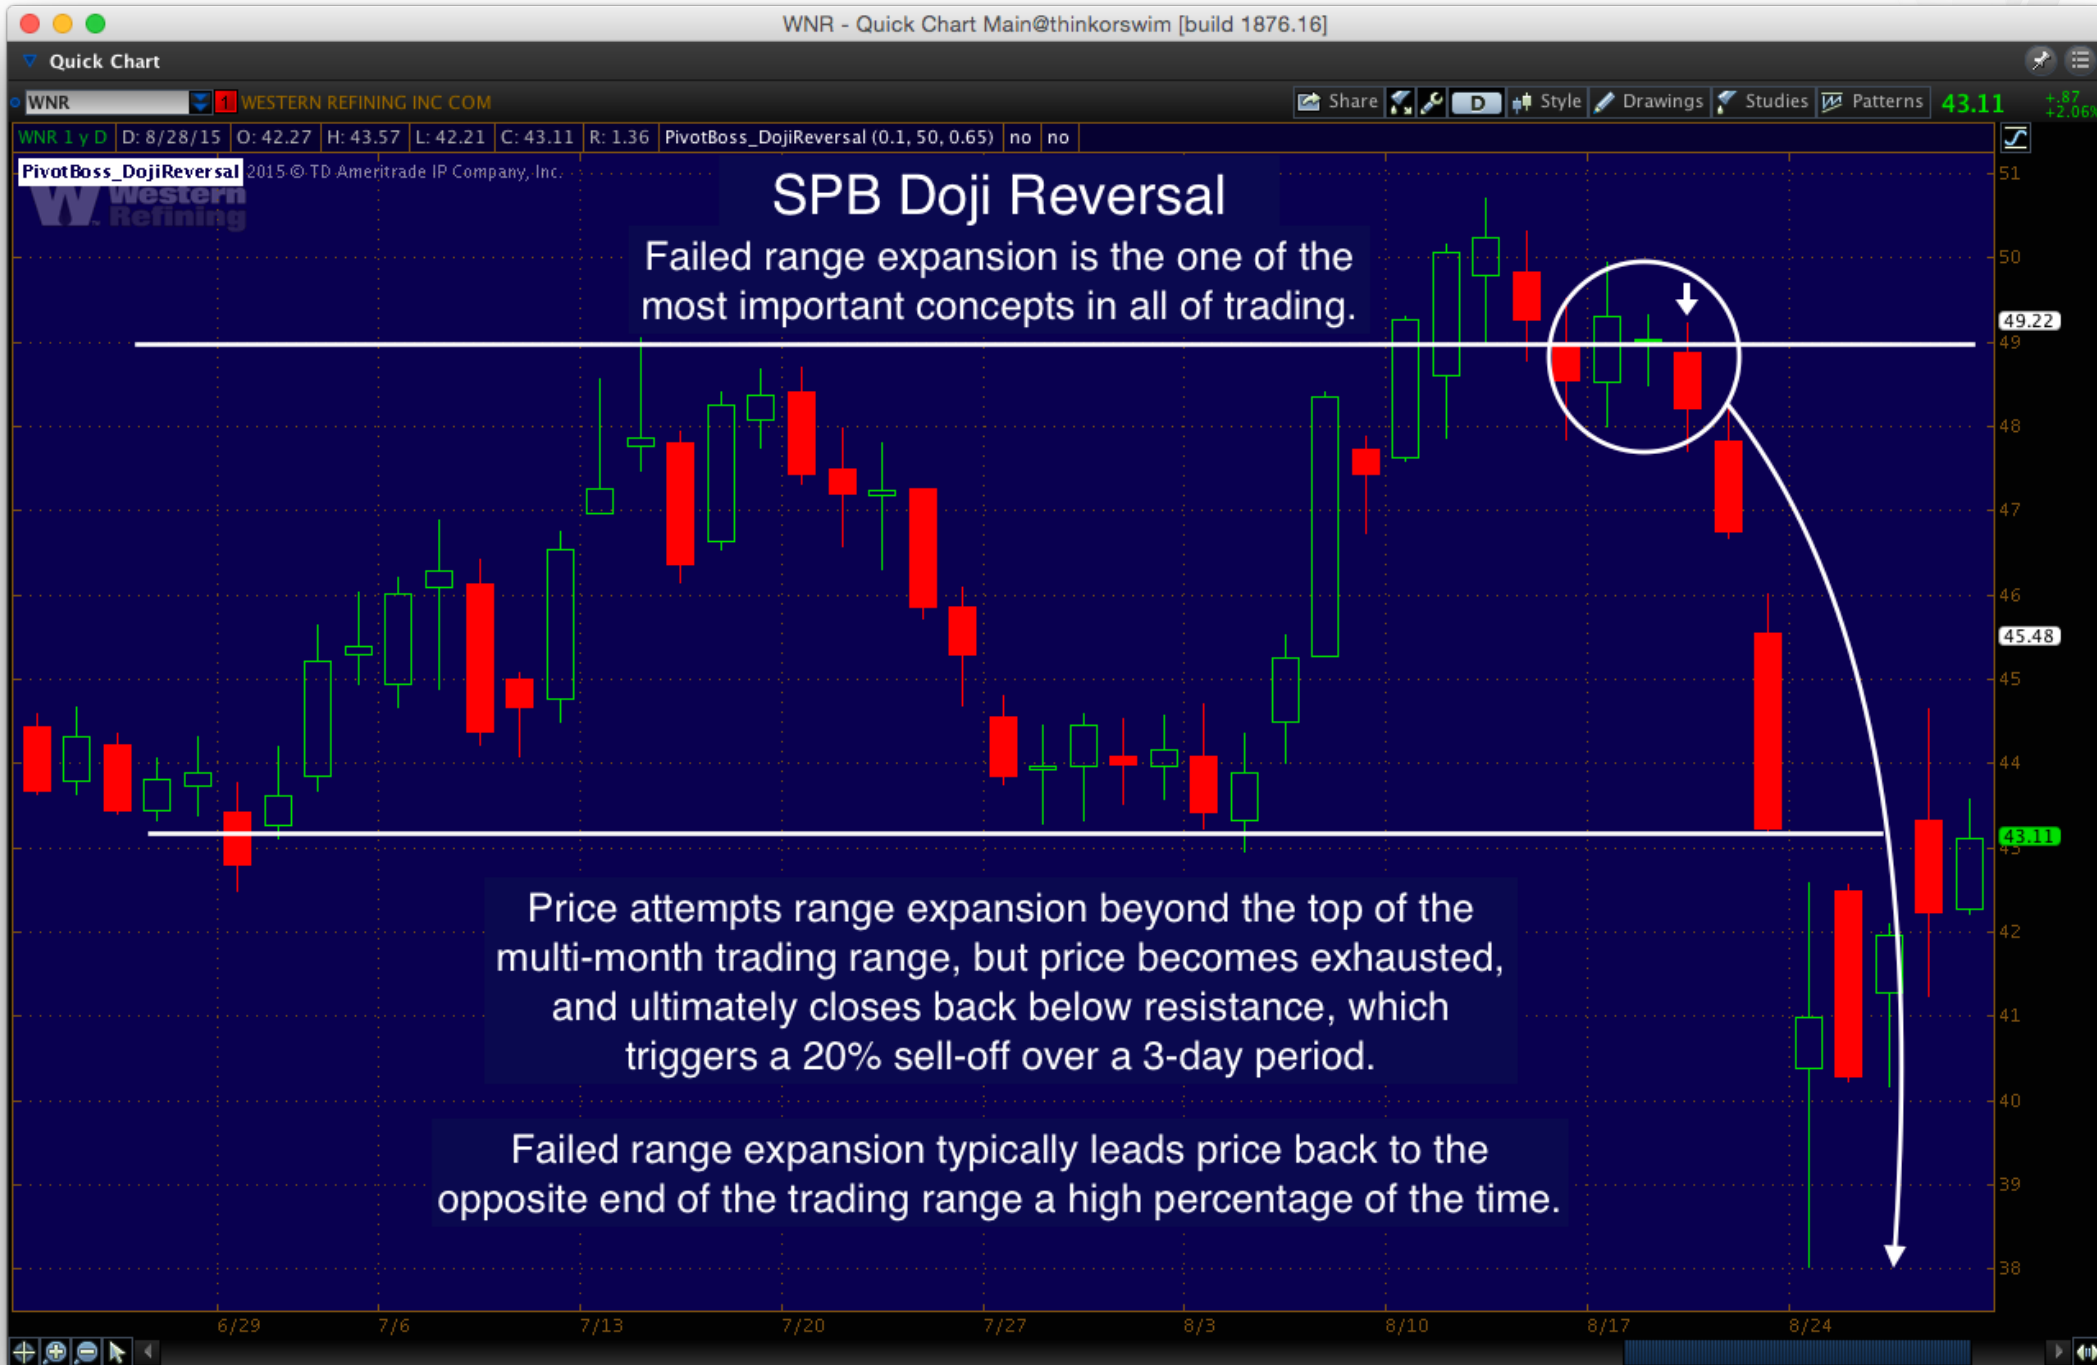 WNR - Quick Chart Main@thinkorswim [build 1876.16]
Quick Chart
WNR 1 WESTERN REFINING INC COM Share D Style Drawings Studies Patterns 43.11 +.87
+2.06%
WNR 1 y D D: 8/28/15 O: 42.27 H: 43.57 L: 42.21 C: 43.11 R: 1.36 PivotBoss_DojiReversal (0.1, 50, 0.65) no no
PivotBoss_DojiReversal 2015 © TD Ameritrade IP Company, Inc.
W Western
Refining
SPB Doji Reversal
Failed range expansion is the one of the
most important concepts in all of trading.
51
50
49.22
49
48
47
46
45.48
45
44
43.11
43
42
41
40
39
38
Price attempts range expansion beyond the top of the
multi-month trading range, but price becomes exhausted,
and ultimately closes back below resistance, which
triggers a 20% sell-off over a 3-day period.
Failed range expansion typically leads price back to the
opposite end of the trading range a high percentage of the time.
6/29 7/6 7/13 7/20 7/27 8/3 8/10 8/17 8/24